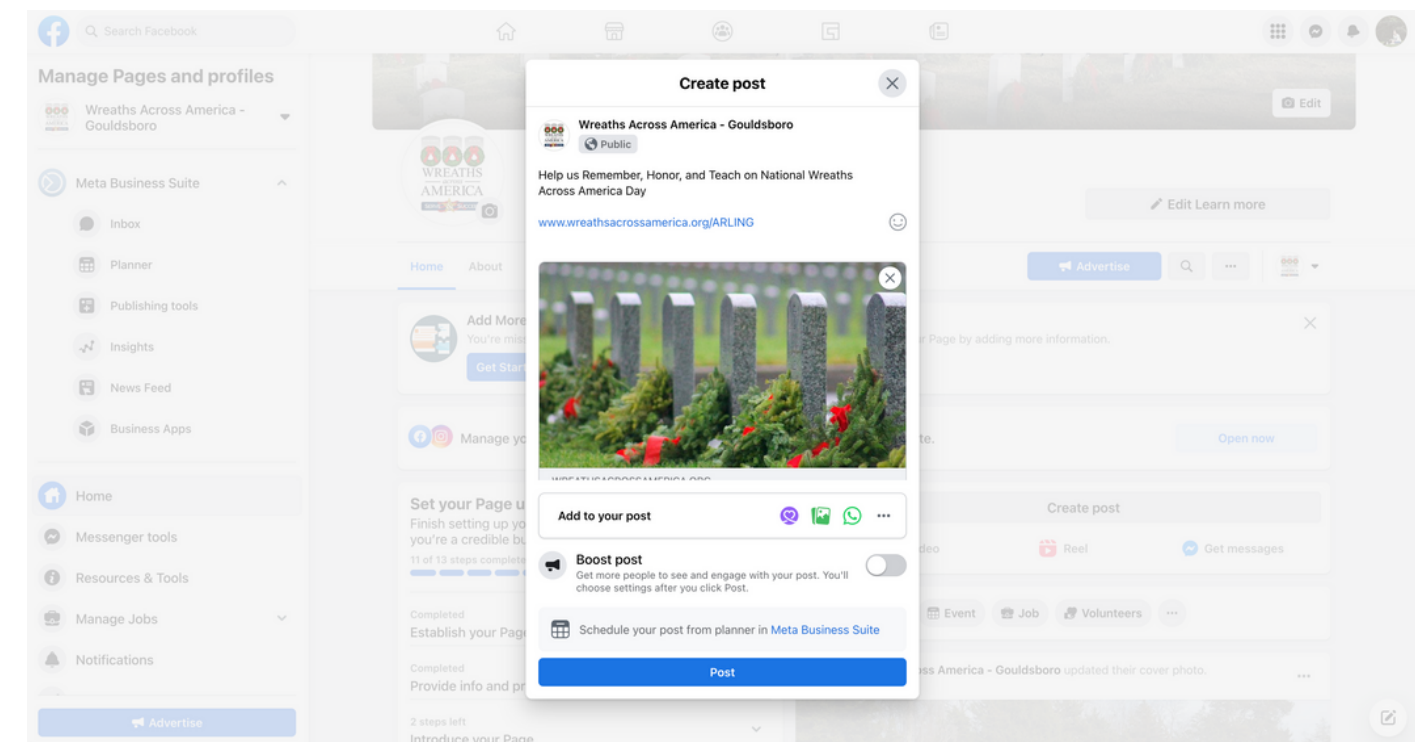 Search Facebook
Manage Pages and profiles
Wreaths Across America -
Gouldsboro
Meta Business Suite
Inbox
Planner
Publishing tools
Insights
News Feed
Business Apps
Home
Messenger tools
Resources & Tools
Manage Jobs
Notifications
Advertise
Edit
WREATHS
ACROSS
AMERICA
Edit Learn more
Home
About
Advertise
Add More
You're miss
r Page by adding more information.
Get Start
Manage yo
te.
Open now
Set your Page u
Finish setting up yo
you're a credible bu
11 of 13 steps complete
Completed
Establish your Page
Completed
Provide info and pr
2 steps left
Introduce your Page
Create post
Wreaths Across America - Gouldsboro
Public
Help us Remember, Honor, and Teach on National Wreaths
Across America Day
www.wreathsacrossamerica.org/ARLING
WREATHSACROSSAMERICA.ORG
Add to your post
Boost post
Get more people to see and engage with your post. You'll
choose settings after you click Post.
Schedule your post from planner in Meta Business Suite
Post
Create post
deo
Reel
Get messages
Event
Job
Volunteers
ss America - Gouldsboro updated their cover photo.